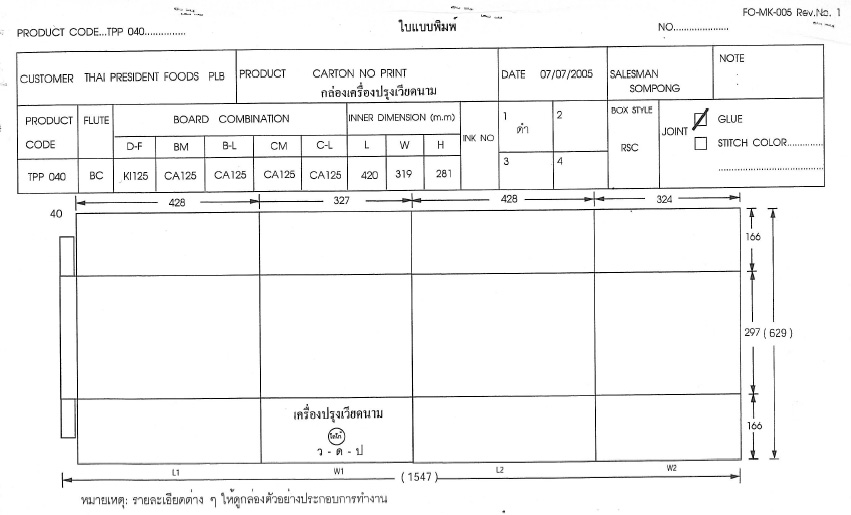 FO-MK-005 Rev.No. 1
PRODUCT CODE...TPP 040...............
ใบแบบพิมพ์
NO.....................
CUSTOMER THAI PRESIDENT FOODS PLB
PRODUCT CARTON NO PRINT
กล่องเครื่องปรุงเวียดนาม
DATE 07/07/2005
SALESMAN
SOMPONG
NOTE
PRODUCT CODE
FLUTE
BOARD COMBINATION
INNER DIMENSION (m.m)
INK NO.
1
ดำ
2
3
4
BOX STYLE
RSC
JOINT
GLUE
STITCH COLOR.............
D-F BM B-L CM C-L L W H
TPP 040 BC KI125 CA125 CA125 CA125 CA125 420 319 281
428 327 428 324
40
166
297 (629)
166
เครื่องปรุงเวียดนาม
ว - ด - ป
L1 W1 L2 W2
(1547)
หมายเหตุ: รายละเอียดต่าง ๆ ให้ดูกล่องตัวอย่างประกอบการทำงาน